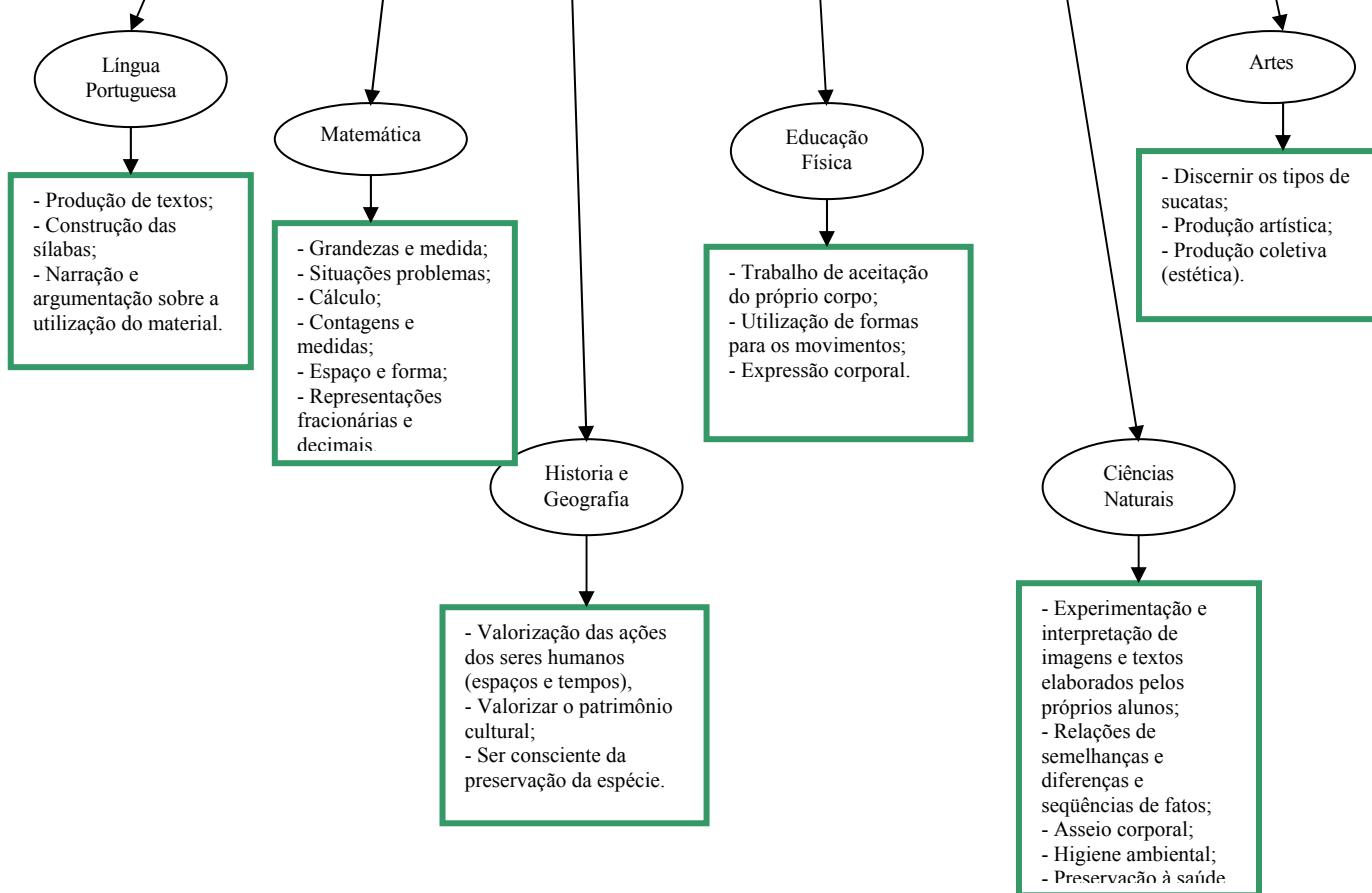 Língua
Portuguesa
- Produção de textos;
- Construção das
sílabas;
- Narração e
argumentação sobre a
utilização do material.
Matemática
- Grandezas e medida;
- Situações problemas;
- Cálculo;
- Contagens e
medidas;
- Espaço e forma;
- Representações
fracionárias e
decimais.
Historia e
Geografia
- Valorização das ações
dos seres humanos
(espaços e tempos),
- Valorizar o patrimônio
cultural;
- Ser consciente da
preservação da espécie.
Educação
Física
- Trabalho de aceitação
do próprio corpo;
- Utilização de formas
para os movimentos;
- Expressão corporal.
Ciências
Naturais
- Experimentação e
interpretação de
imagens e textos
elaborados pelos
próprios alunos;
- Relações de
semelhanças e
diferenças e
seqüências de fatos;
- Asseio corporal;
- Higiene ambiental;
- Preservação à saúde
Artes
- Discernir os tipos de
sucatas;
- Produção artística;
- Produção coletiva
(estética).